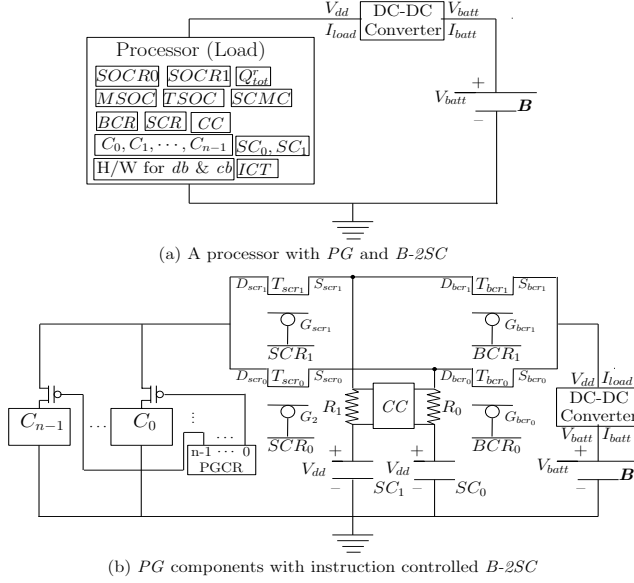 V_dd DC-DC V_batt
I_load Converter I_batt
Processor (Load)
SOCR0 SOCR1 Q^r_tot
MSOC TSOC SCMC
BCR SCR CC
C_0, C_1, ⋯, C_{n−1} SC_0, SC_1
H/W for db & cb ICT
+
V_batt B
−
(a) A processor with PG and B-2SC
D_scr1 T_scr1 S_scr1 D_bcr1 T_bcr1 S_bcr1
G_scr1 G_bcr1
SCR_1 BCR_1
D_scr0 T_scr0 S_scr0 D_bcr0 T_bcr0 S_bcr0
V_dd I_load
R_1 CC R_0
G_2 G_bcr0
DC-DC
Converter
C_{n−1} ⋯ C_0 ⋮ ⋯
SCR_0 BCR_0
V_batt I_batt
n-1 ⋯ 0
PGCR
+ + +
V_dd V_dd V_batt B
− − −
SC_1 SC_0
(b) PG components with instruction controlled B-2SC